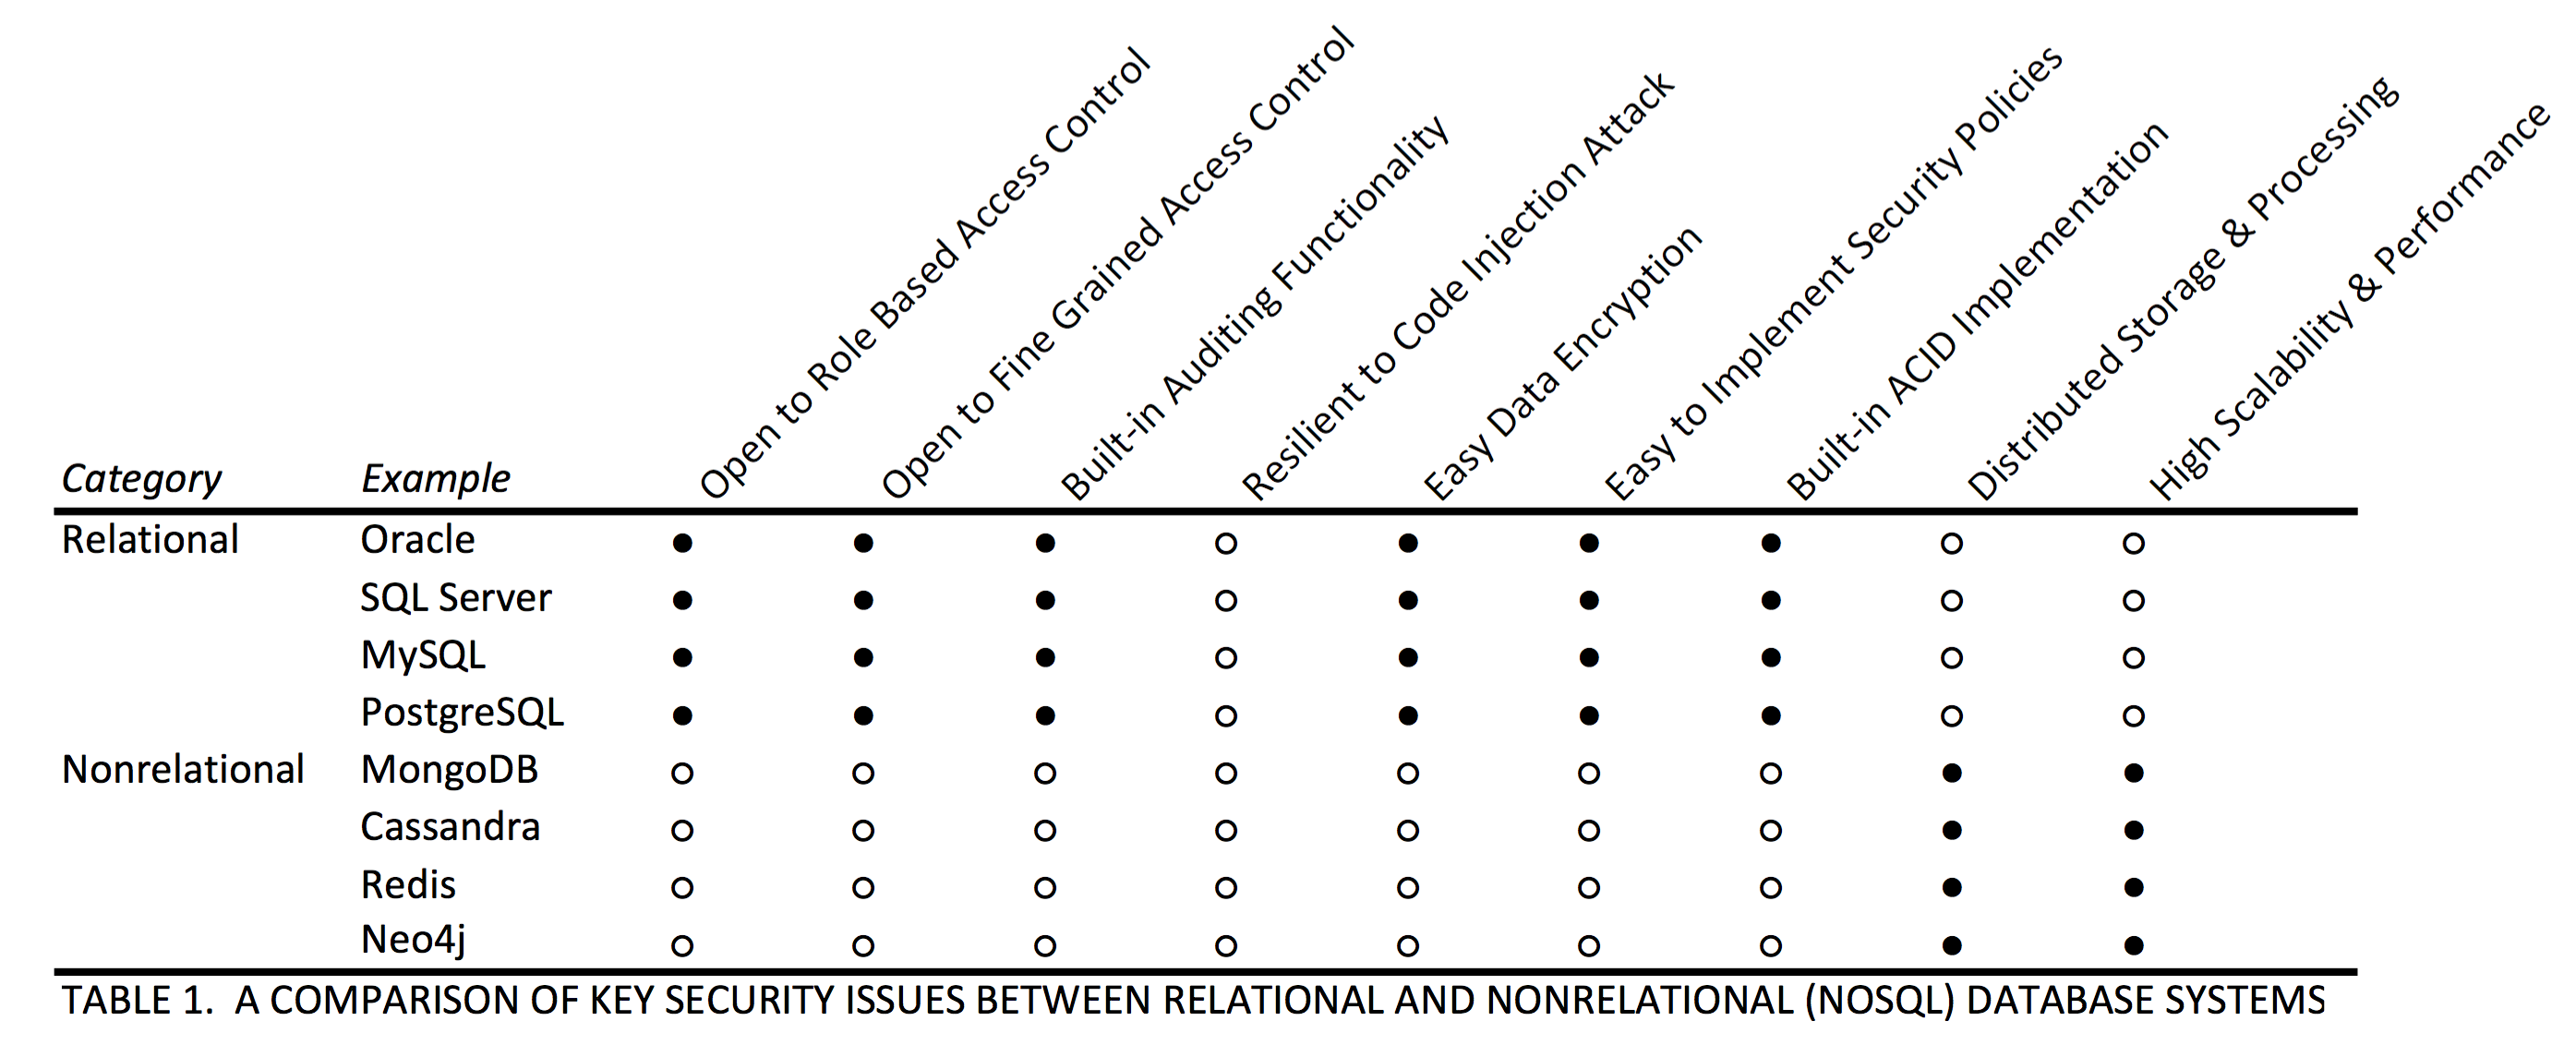 Open to Role Based Access Control
Open to Fine Grained Access Control
Built-in Auditing Functionality
Resilient to Code Injection Attack
Easy Data Encryption
Easy to Implement Security Policies
Built-in ACID Implementation
Distributed Storage & Processing
High Scalability & Performance
Category Example
Relational Oracle ● ● ● ○ ● ● ● ○ ○
SQL Server ● ● ● ○ ● ● ● ○ ○
MySQL ● ● ● ○ ● ● ● ○ ○
PostgreSQL ● ● ● ○ ● ● ● ○ ○
Nonrelational MongoDB ○ ○ ○ ○ ○ ○ ○ ● ●
Cassandra ○ ○ ○ ○ ○ ○ ○ ● ●
Redis ○ ○ ○ ○ ○ ○ ○ ● ●
Neo4j ○ ○ ○ ○ ○ ○ ○ ● ●
TABLE 1. A COMPARISON OF KEY SECURITY ISSUES BETWEEN RELATIONAL AND NONRELATIONAL (NOSQL) DATABASE SYSTEMS